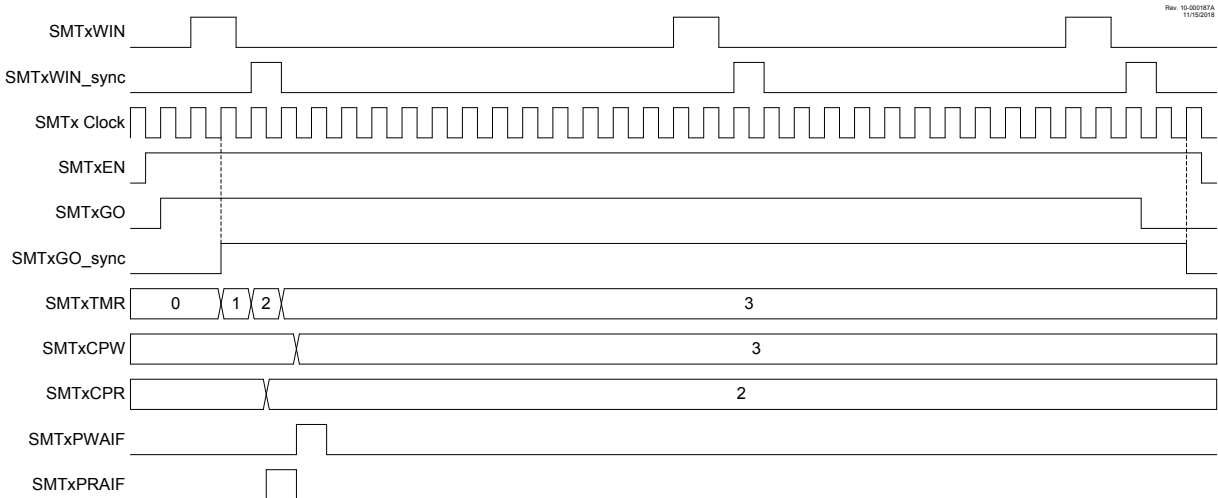 Rev. 10-000187A
11/15/2018
SMTxWIN
SMTxWIN_sync
SMTx Clock
SMTxEN
SMTxGO
SMTxGO_sync
SMTxTMR 0 1 2 3
SMTxCPW 3
SMTxCPR 2
SMTxPWAIF
SMTxPRAIF